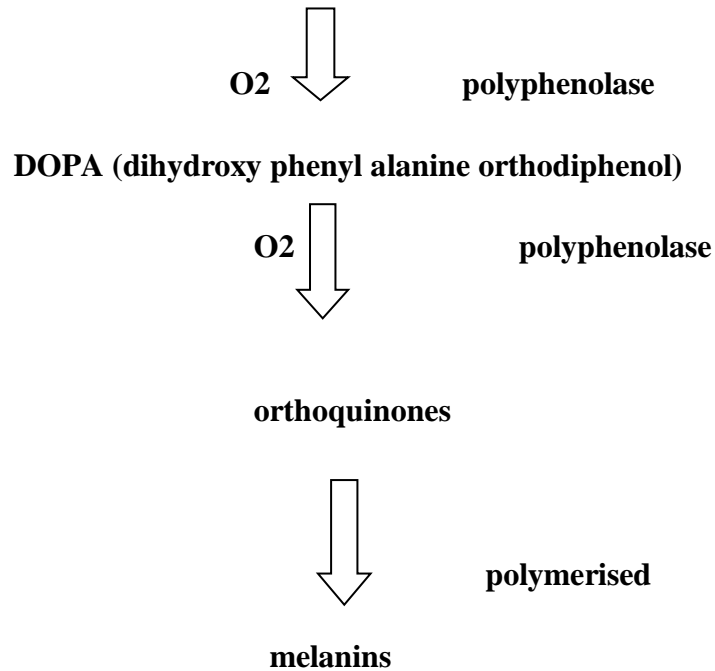 O2 polyphenolase
DOPA (dihydroxy phenyl alanine orthodiphenol)
O2 polyphenolase
orthoquinones
polymerised
melanins